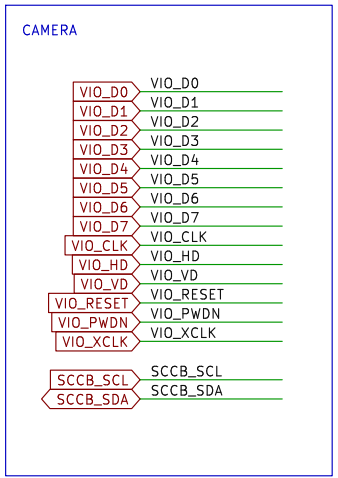 CAMERA
VIO_D0 VIO_D0
VIO_D1 VIO_D1
VIO_D2 VIO_D2
VIO_D3 VIO_D3
VIO_D4 VIO_D4
VIO_D5 VIO_D5
VIO_D6 VIO_D6
VIO_D7 VIO_D7
VIO_CLK VIO_CLK
VIO_HD VIO_HD
VIO_VD VIO_VD
VIO_RESET VIO_RESET
VIO_PWDN VIO_PWDN
VIO_XCLK VIO_XCLK
SCCB_SCL SCCB_SCL
SCCB_SDA SCCB_SDA